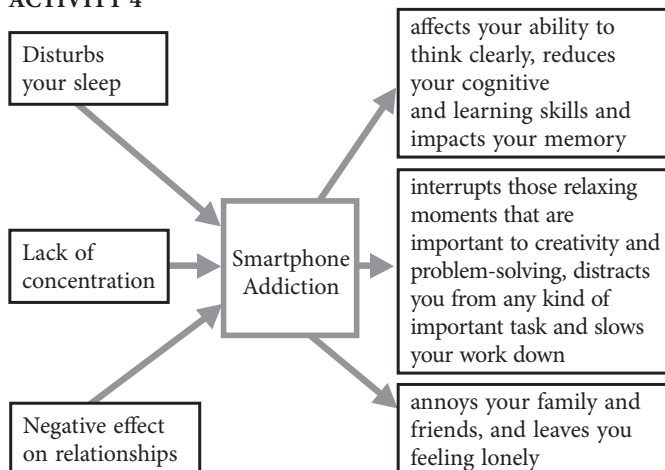 ACTIVITY 4
Disturbs
your sleep
Lack of
concentration
Negative effect
on relationships
Smartphone
Addiction
affects your ability to
think clearly, reduces
your cognitive
and learning skills and
impacts your memory
interrupts those relaxing
moments that are
important to creativity and
problem-solving, distracts
you from any kind of
important task and slows
your work down
annoys your family and
friends, and leaves you
feeling lonely